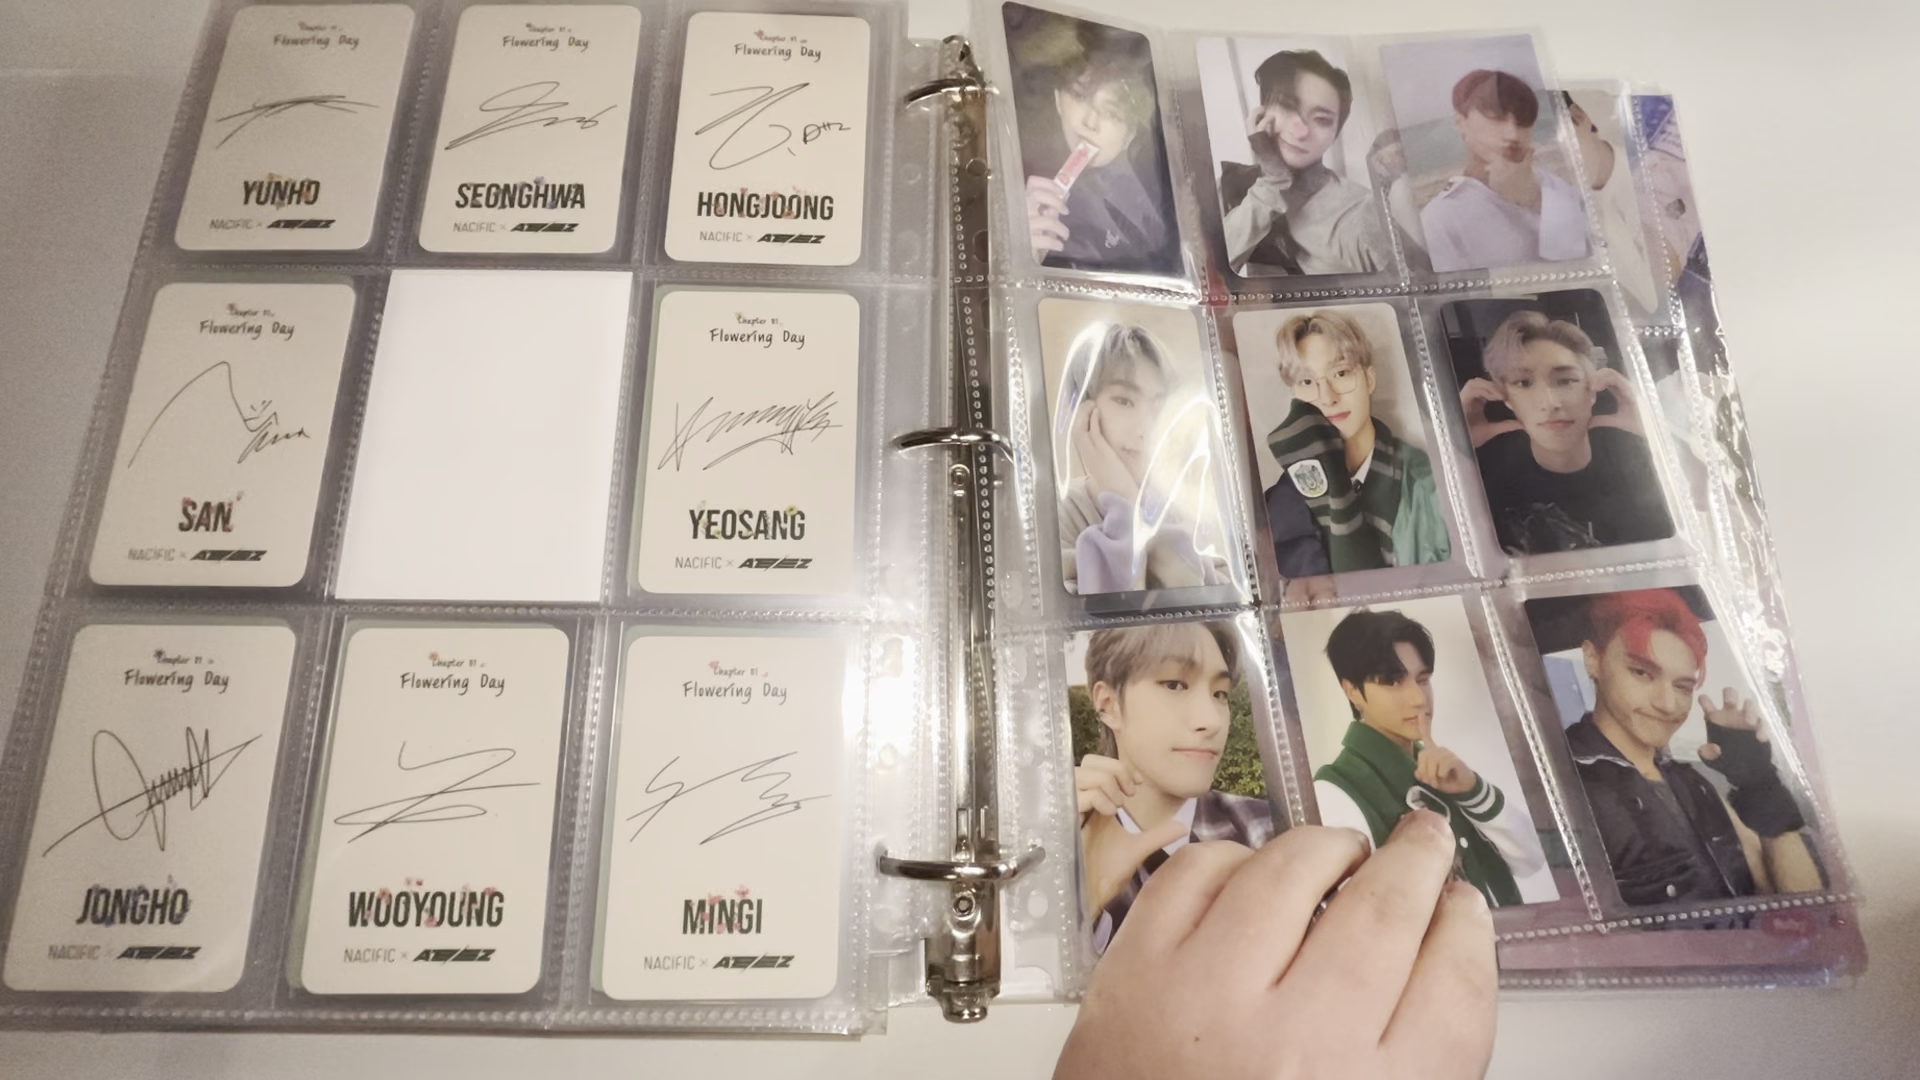 Chapter 01
Flowering Day
YUNHO
NACIFIC × ATEEZ
Chapter 01
Flowering Day
SEONGHWA
NACIFIC × ATEEZ
Chapter 01
Flowering Day
HONGJOONG
NACIFIC × ATEEZ
Chapter 01
Flowering Day
SAN
NACIFIC × ATEEZ
Chapter 01
Flowering Day
YEOSANG
NACIFIC × ATEEZ
Chapter 01
Flowering Day
JONGHO
NACIFIC × ATEEZ
Chapter 01
Flowering Day
WOOYOUNG
NACIFIC × ATEEZ
Chapter 01
Flowering Day
MINGI
NACIFIC × ATEEZ